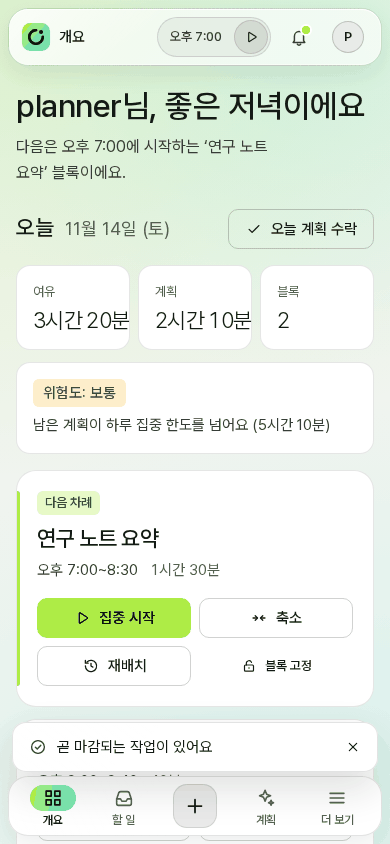 개요
오후 7:00
P
planner님, 좋은 저녁이에요
다음은 오후 7:00에 시작하는 ‘연구 노트
요약’ 블록이에요.
오늘 11월 14일 (토)
오늘 계획 수락
여유
3시간 20분
계획
2시간 10분
블록
2
위험도: 보통
남은 계획이 하루 집중 한도를 넘어요 (5시간 10분)
다음 차례
연구 노트 요약
오후 7:00~8:30 1시간 30분
집중 시작
축소
재배치
블록 고정
곧 마감되는 작업이 있어요
개요
할 일
계획
더 보기